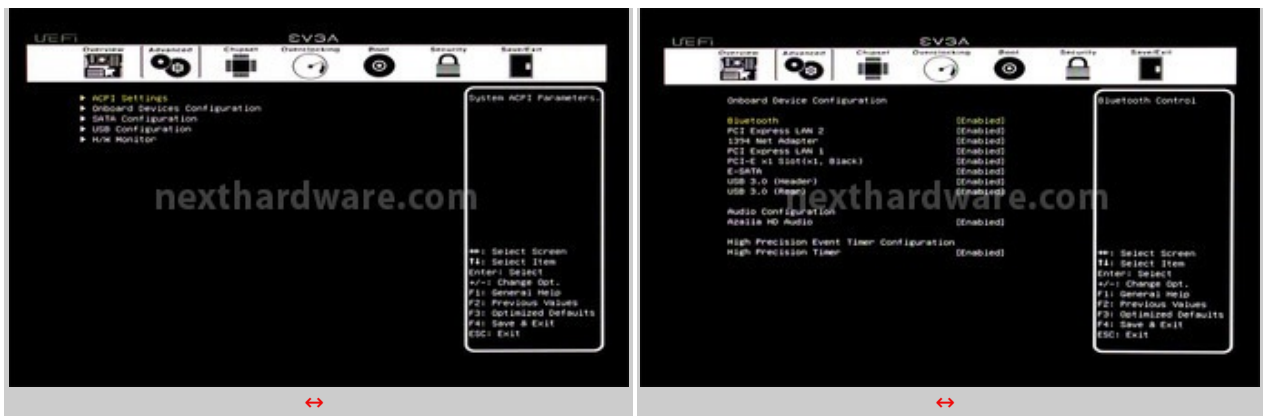 UEFI EVGA
Overview Advanced Chipset Overclocking Boot Security Save/Exit
ACPI Settings
Onboard Devices Configuration
SATA Configuration
USB Configuration
H/W Monitor
System ACPI Parameters.
nexthardware.com
↔: Select Screen
↑↓: Select Item
Enter: Select
+/-: Change Opt.
F1: General Help
F2: Previous Values
F3: Optimized Defaults
F4: Save & Exit
ESC: Exit
UEFI EVGA
Overview Advanced Chipset Overclocking Boot Security Save/Exit
Onboard Device Configuration
Bluetooth [Enabled]
PCI Express LAN 2 [Enabled]
1394 Net Adapter [Enabled]
PCI Express LAN 1 [Enabled]
PCI-E x1 Slot(x1, Black) [Enabled]
E-SATA [Enabled]
USB 3.0 (Header) [Enabled]
USB 3.0 (Rear) [Enabled]
Audio Configuration
Azalia HD Audio [Enabled]
High Precision Event Timer Configuration
High Precision Timer [Enabled]
Bluetooth Control
nexthardware.com
↔: Select Screen
↑↓: Select Item
Enter: Select
+/-: Change Opt.
F1: General Help
F2: Previous Values
F3: Optimized Defaults
F4: Save & Exit
ESC: Exit